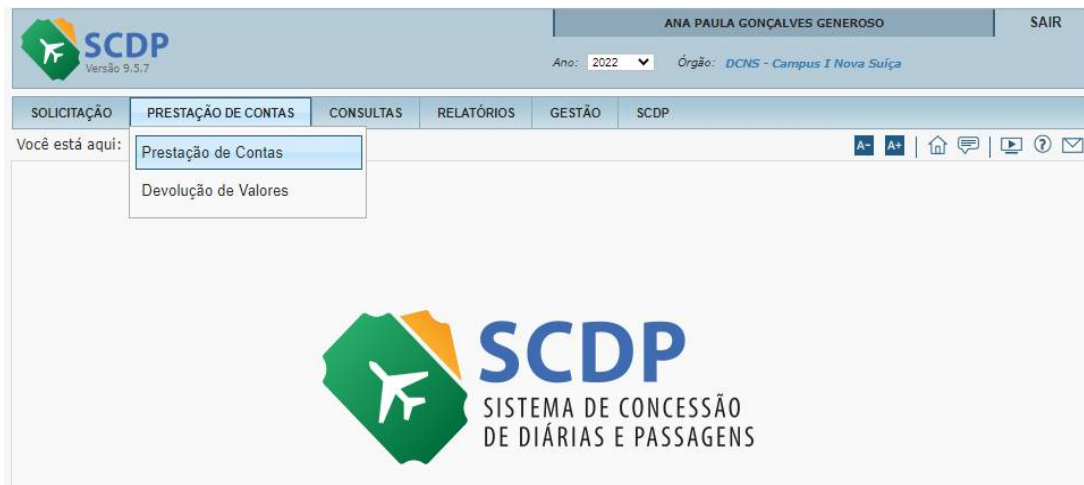 ANA PAULA GONÇALVES GENEROSO SAIR
SCDP
Versão 9.5.7
Ano: 2022 Órgão: DCNS - Campus I Nova Suíça
SOLICITAÇÃO PRESTAÇÃO DE CONTAS CONSULTAS RELATÓRIOS GESTÃO SCDP
Você está aqui:
A- A+
Prestação de Contas
Devolução de Valores
SCDP
SISTEMA DE CONCESSÃO
DE DIÁRIAS E PASSAGENS